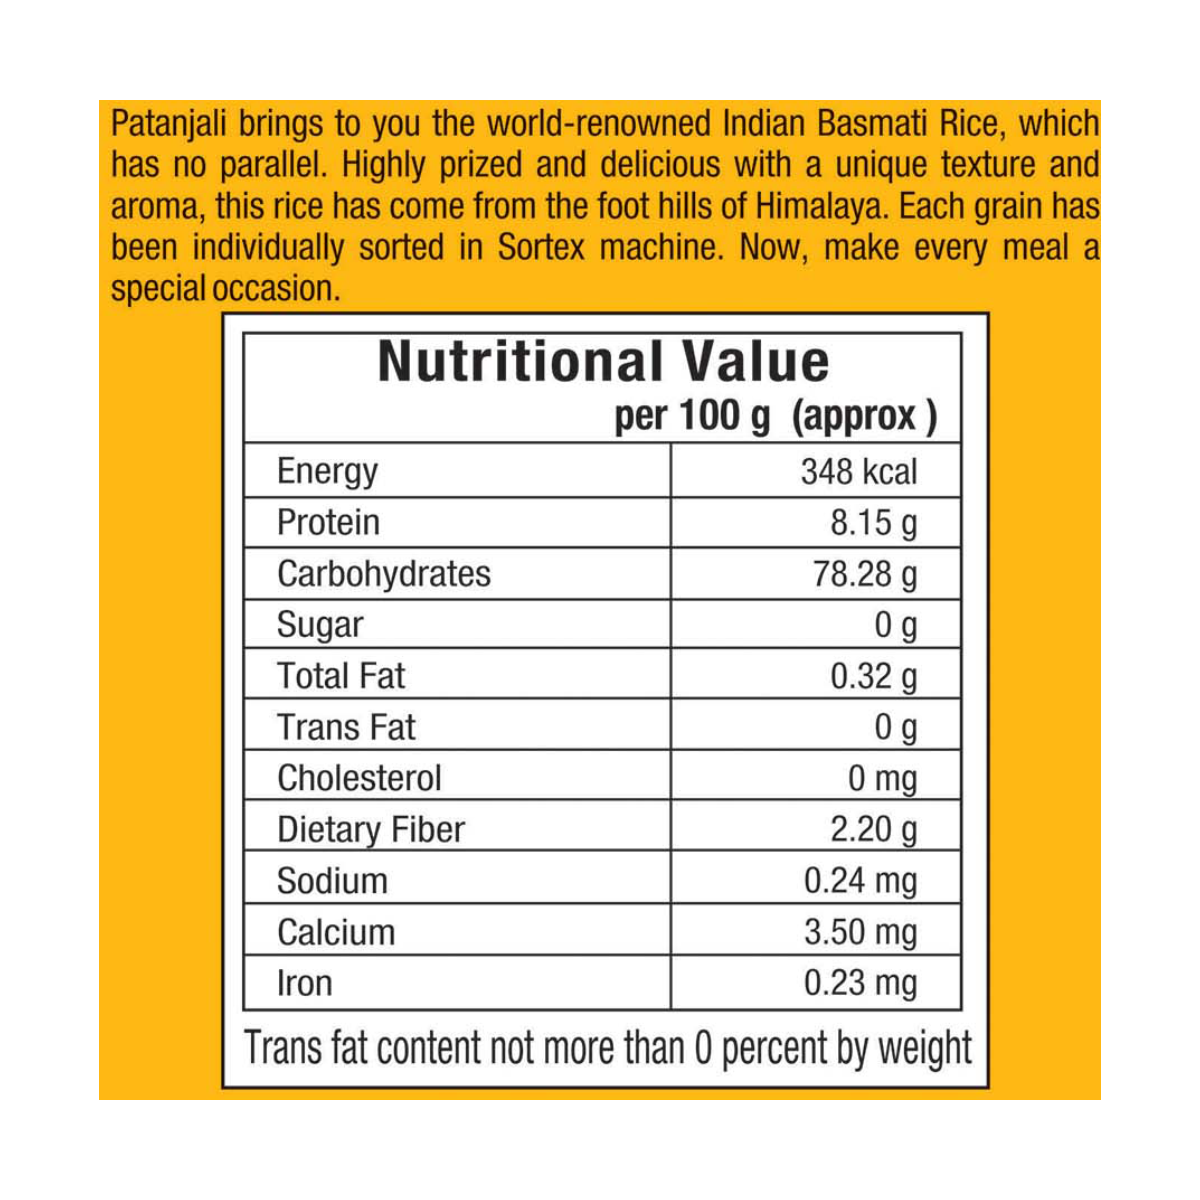 Patanjali brings to you the world-renowned Indian Basmati Rice, which
has no parallel. Highly prized and delicious with a unique texture and
aroma, this rice has come from the foot hills of Himalaya. Each grain has
been individually sorted in Sortex machine. Now, make every meal a
special occasion.
Nutritional Value
per 100 g (approx )
Energy 348 kcal
Protein 8.15 g
Carbohydrates 78.28 g
Sugar 0 g
Total Fat 0.32 g
Trans Fat 0 g
Cholesterol 0 mg
Dietary Fiber 2.20 g
Sodium 0.24 mg
Calcium 3.50 mg
Iron 0.23 mg
Trans fat content not more than 0 percent by weight